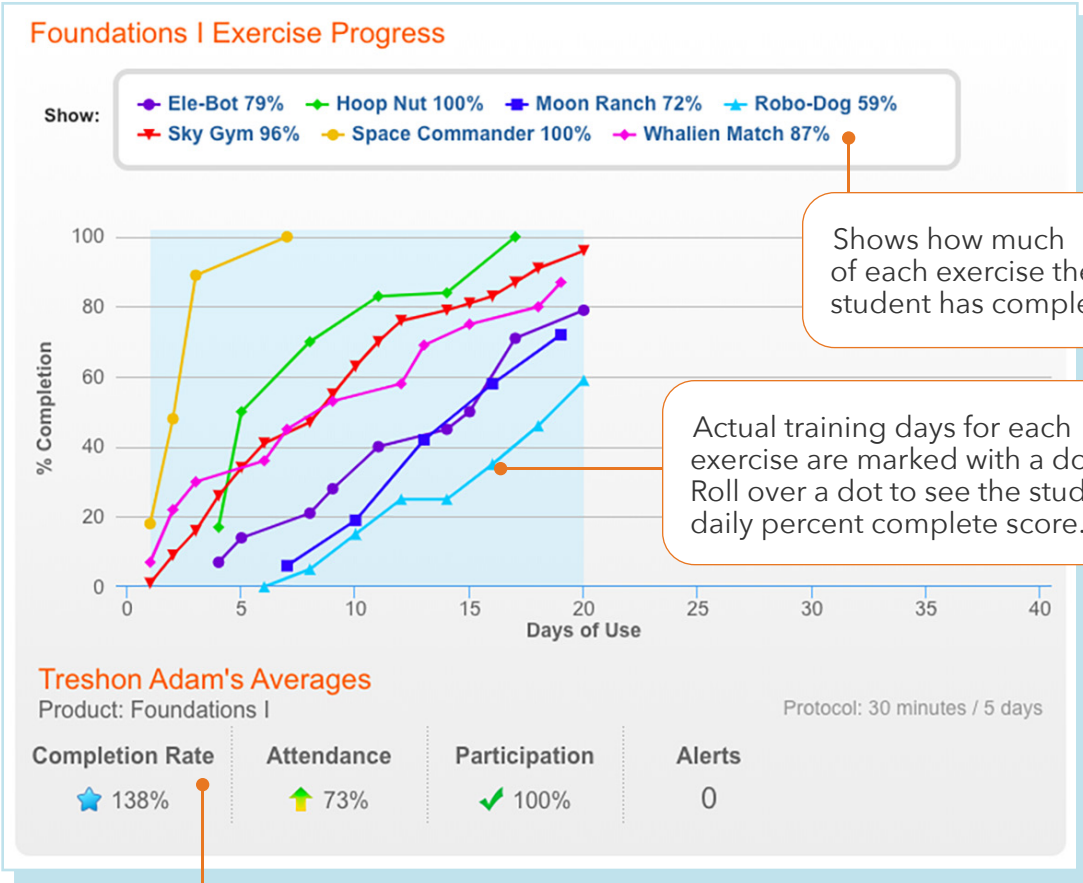 Foundations I Exercise Progress
Show:
Ele-Bot 79% Hoop Nut 100% Moon Ranch 72% Robo-Dog 59%
Sky Gym 96% Space Commander 100% Whalien Match 87%
Shows how much
of each exercise the
student has comple
100
80
60
40
20
0
% Completion
Actual training days for each
exercise are marked with a do
Roll over a dot to see the stud
daily percent complete score.
0 5 10 15 20 25 30 35 40
Days of Use
Treshon Adam's Averages
Product: Foundations I
Protocol: 30 minutes / 5 days
Completion Rate Attendance Participation Alerts
138% 73% 100% 0